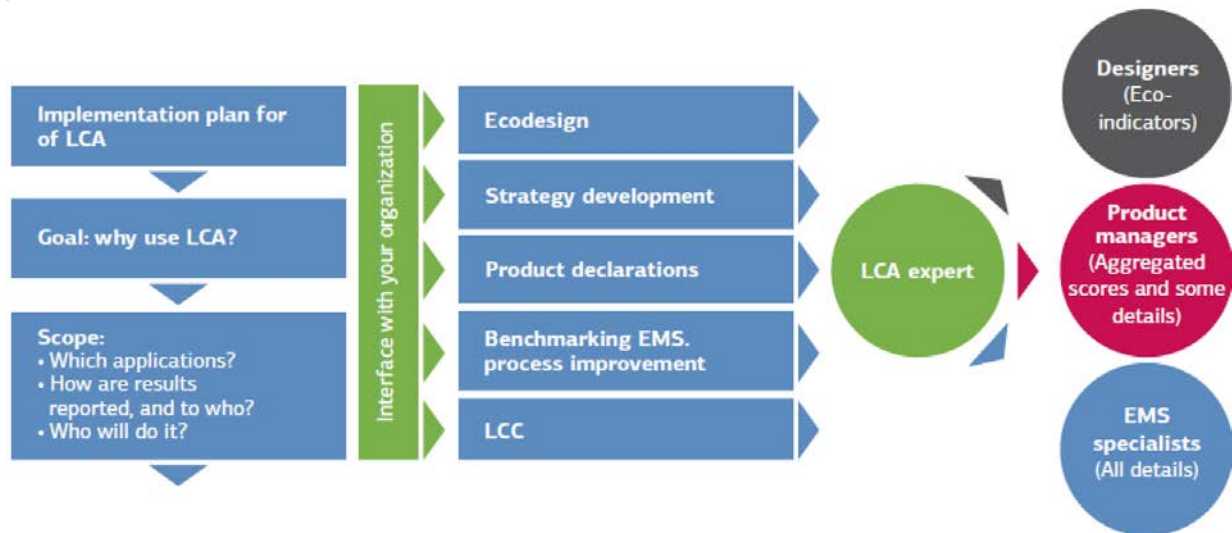 Implementation plan for
of LCA
Goal: why use LCA?
Scope:
• Which applications?
• How are results
reported, and to who?
• Who will do it?
Interface with your organization
Ecodesign
Strategy development
Product declarations
Benchmarking EMS.
process improvement
LCC
LCA expert
Designers
(Eco-
indicators)
Product
managers
(Aggregated
scores and some
details)
EMS
specialists
(All details)